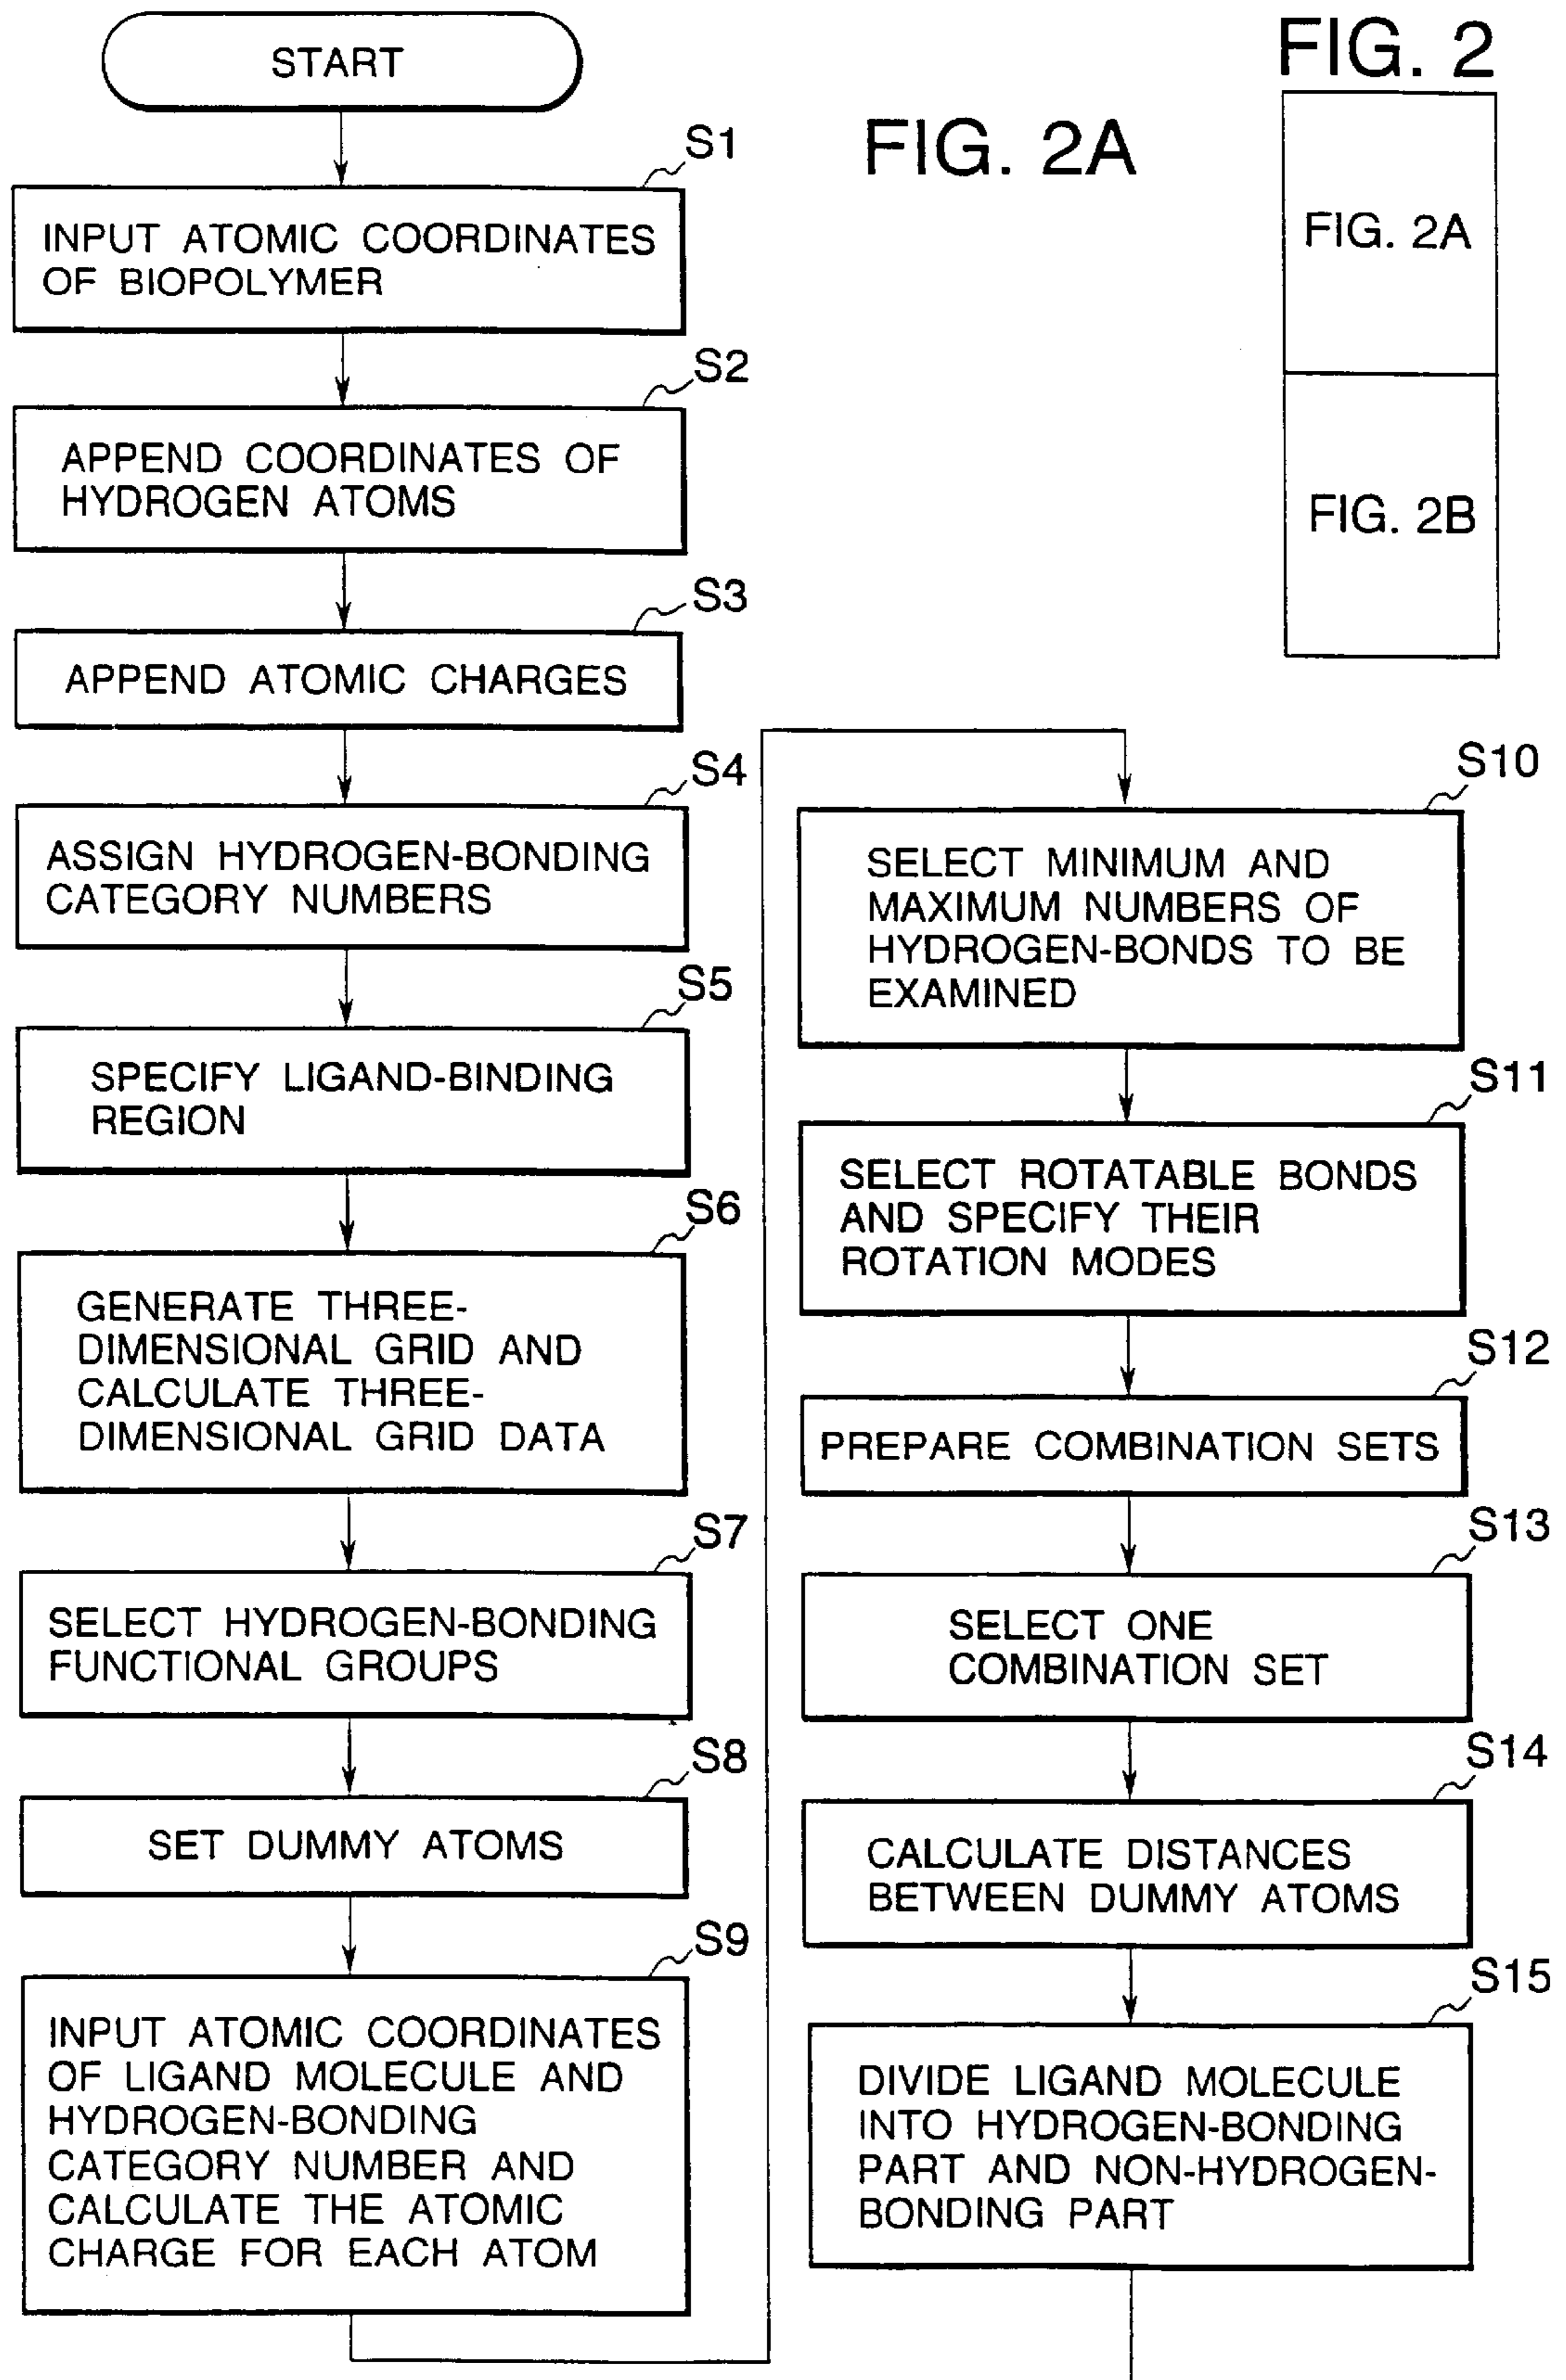 FIG. 2
FIG. 2A
FIG. 2A
FIG. 2B
START
S1
INPUT ATOMIC COORDINATES
OF BIOPOLYMER
S2
APPEND COORDINATES OF
HYDROGEN ATOMS
S3
APPEND ATOMIC CHARGES
S4
ASSIGN HYDROGEN-BONDING
CATEGORY NUMBERS
S5
SPECIFY LIGAND-BINDING
REGION
S6
GENERATE THREE-
DIMENSIONAL GRID AND
CALCULATE THREE-
DIMENSIONAL GRID DATA
S7
SELECT HYDROGEN-BONDING
FUNCTIONAL GROUPS
S8
SET DUMMY ATOMS
S9
INPUT ATOMIC COORDINATES
OF LIGAND MOLECULE AND
HYDROGEN-BONDING
CATEGORY NUMBER AND
CALCULATE THE ATOMIC
CHARGE FOR EACH ATOM
S10
SELECT MINIMUM AND
MAXIMUM NUMBERS OF
HYDROGEN-BONDS TO BE
EXAMINED
S11
SELECT ROTATABLE BONDS
AND SPECIFY THEIR
ROTATION MODES
S12
PREPARE COMBINATION SETS
S13
SELECT ONE
COMBINATION SET
S14
CALCULATE DISTANCES
BETWEEN DUMMY ATOMS
S15
DIVIDE LIGAND MOLECULE
INTO HYDROGEN-BONDING
PART AND NON-HYDROGEN-
BONDING PART